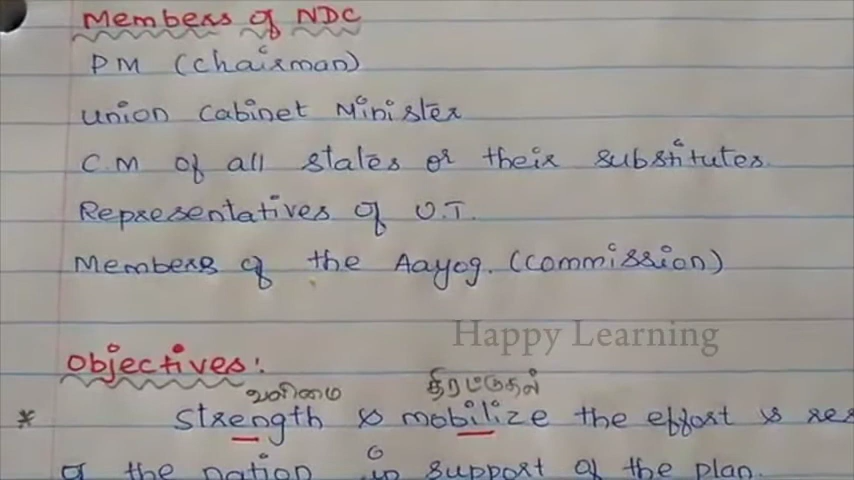 Members of NDC
PM (chairman)
Union Cabinet Minister
C.M of all states or their substitutes.
Representatives of U.T.
Members of the Aayog. (commission)
Happy Learning
Objectives:
வலிமை திரட்டுதல்
* strength & mobilize the effort &
of the nation in support of the plan.